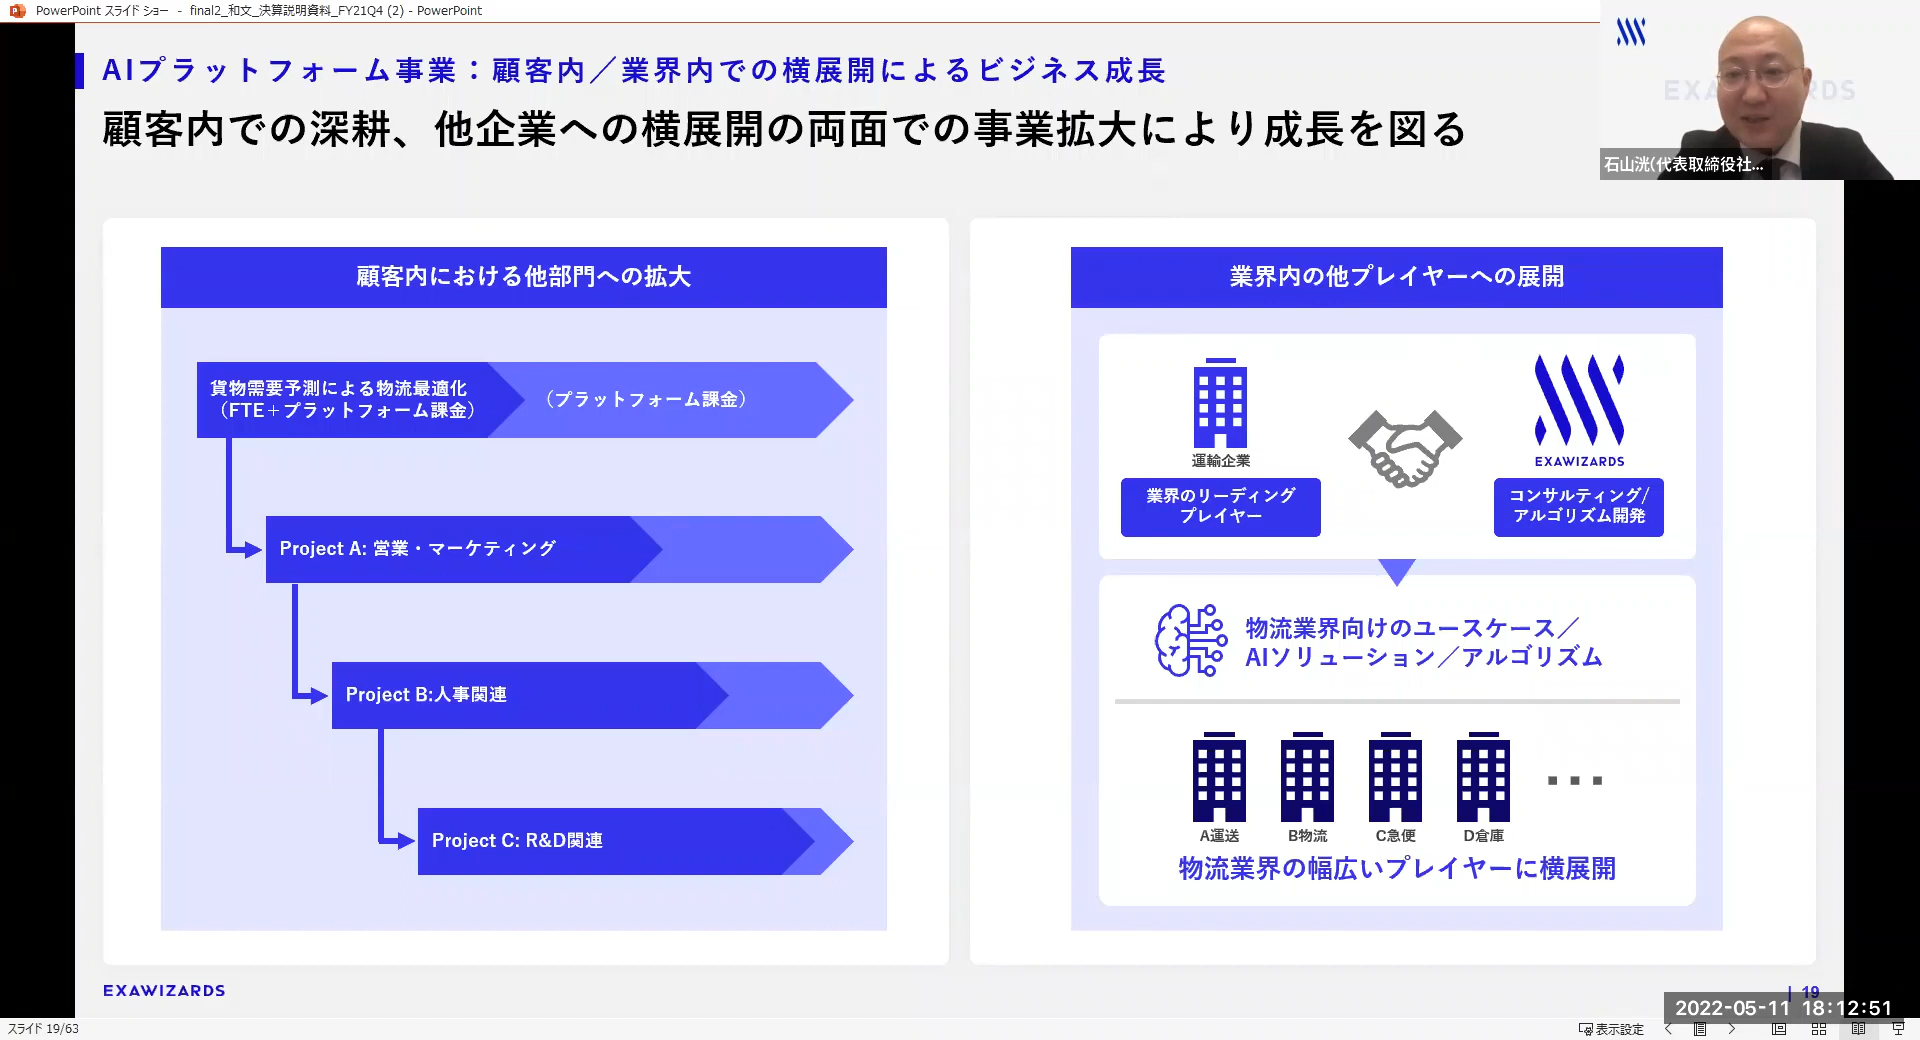 PowerPoint スライド ショー - final2_和文_決算説明資料_FY21Q4 (2) - PowerPoint
AIプラットフォーム事業：顧客内／業界内での横展開によるビジネス成長
顧客内での深耕、他企業への横展開の両面での事業拡大により成長を図る
EXA RDS
石山洸(代表取締役社...
顧客内における他部門への拡大
貨物需要予測による物流最適化
（FTE＋プラットフォーム課金）
（プラットフォーム課金）
Project A: 営業・マーケティング
Project B:人事関連
Project C: R&D関連
業界内の他プレイヤーへの展開
運輸企業
業界のリーディング
プレイヤー
EXAWIZARDS
コンサルティング/
アルゴリズム開発
物流業界向けのユースケース／
AIソリューション／アルゴリズム
A運送 B物流 C急便 D倉庫
物流業界の幅広いプレイヤーに横展開
EXAWIZARDS
| 19
2022-05-11 18:12:51
スライド 19/63
表示設定